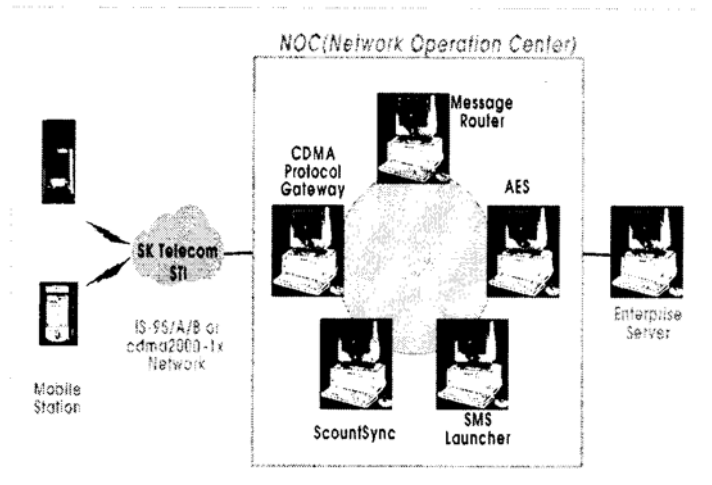 NOC(Network Operation Center)
Message
Router
CDMA
Protocol
Gateway
AES
SK Telecom
STI
IS-95/A/B or
cdma2000-1x
Network
Enterprise
Server
Mobile
Station
ScountSync
SMS
Launcher